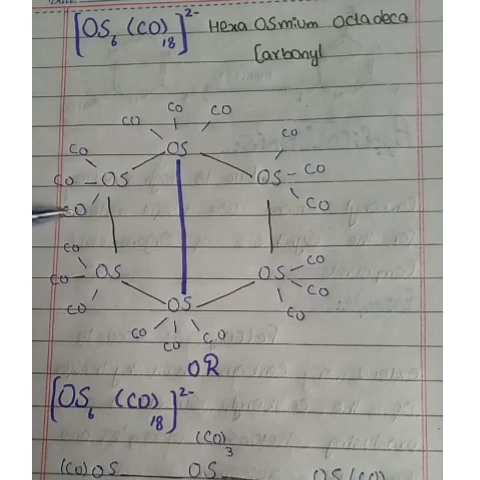 [OS6 (CO)18]2- Hexa OSmium Octadeca
Carbonyl
CO
CO CO
CO
CO OS
CO – OS OS – CO
CO CO
CO
CO – OS OS – CO
CO CO
OS
CO CO CO CO
OR
[OS6 (CO)18]2-
(CO)3
(CO) OS OS OS (CO)